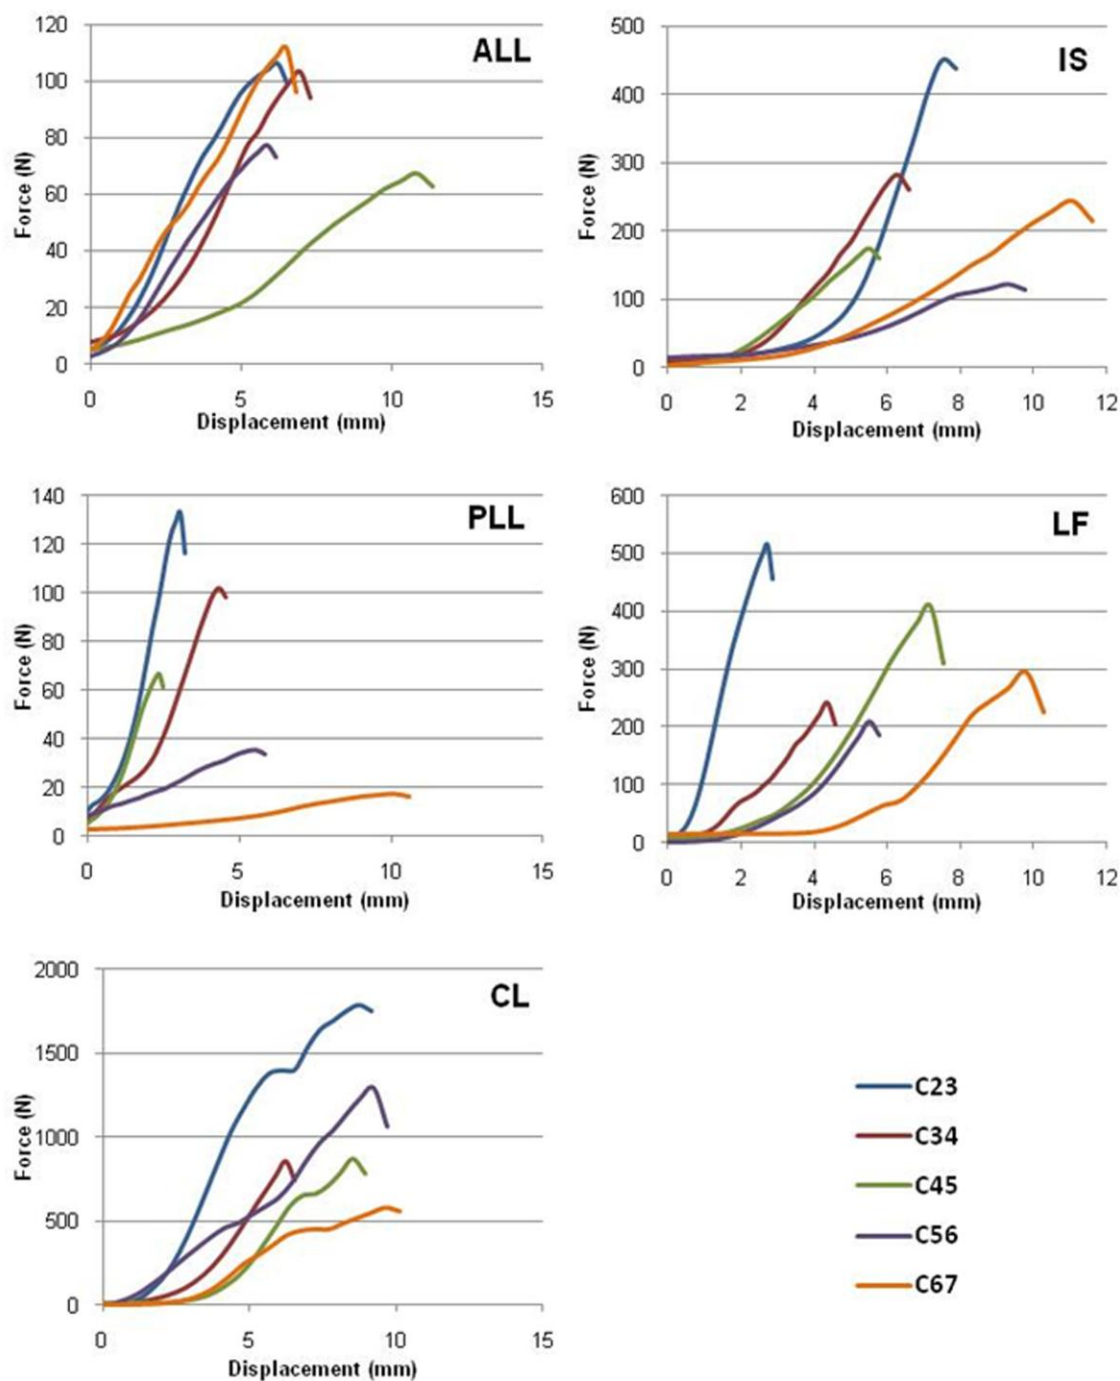 ALL
Force (N)
120
100
80
60
40
20
0
0 5 10 15
Displacement (mm)
IS
Force (N)
500
400
300
200
100
0
0 2 4 6 8 10 12
Displacement (mm)
PLL
Force (N)
140
120
100
80
60
40
20
0
0 5 10 15
Displacement (mm)
LF
Force (N)
600
500
400
300
200
100
0
0 2 4 6 8 10 12
Displacement (mm)
CL
Force (N)
2000
1500
1000
500
0
0 5 10 15
Displacement (mm)
C23
C34
C45
C56
C67